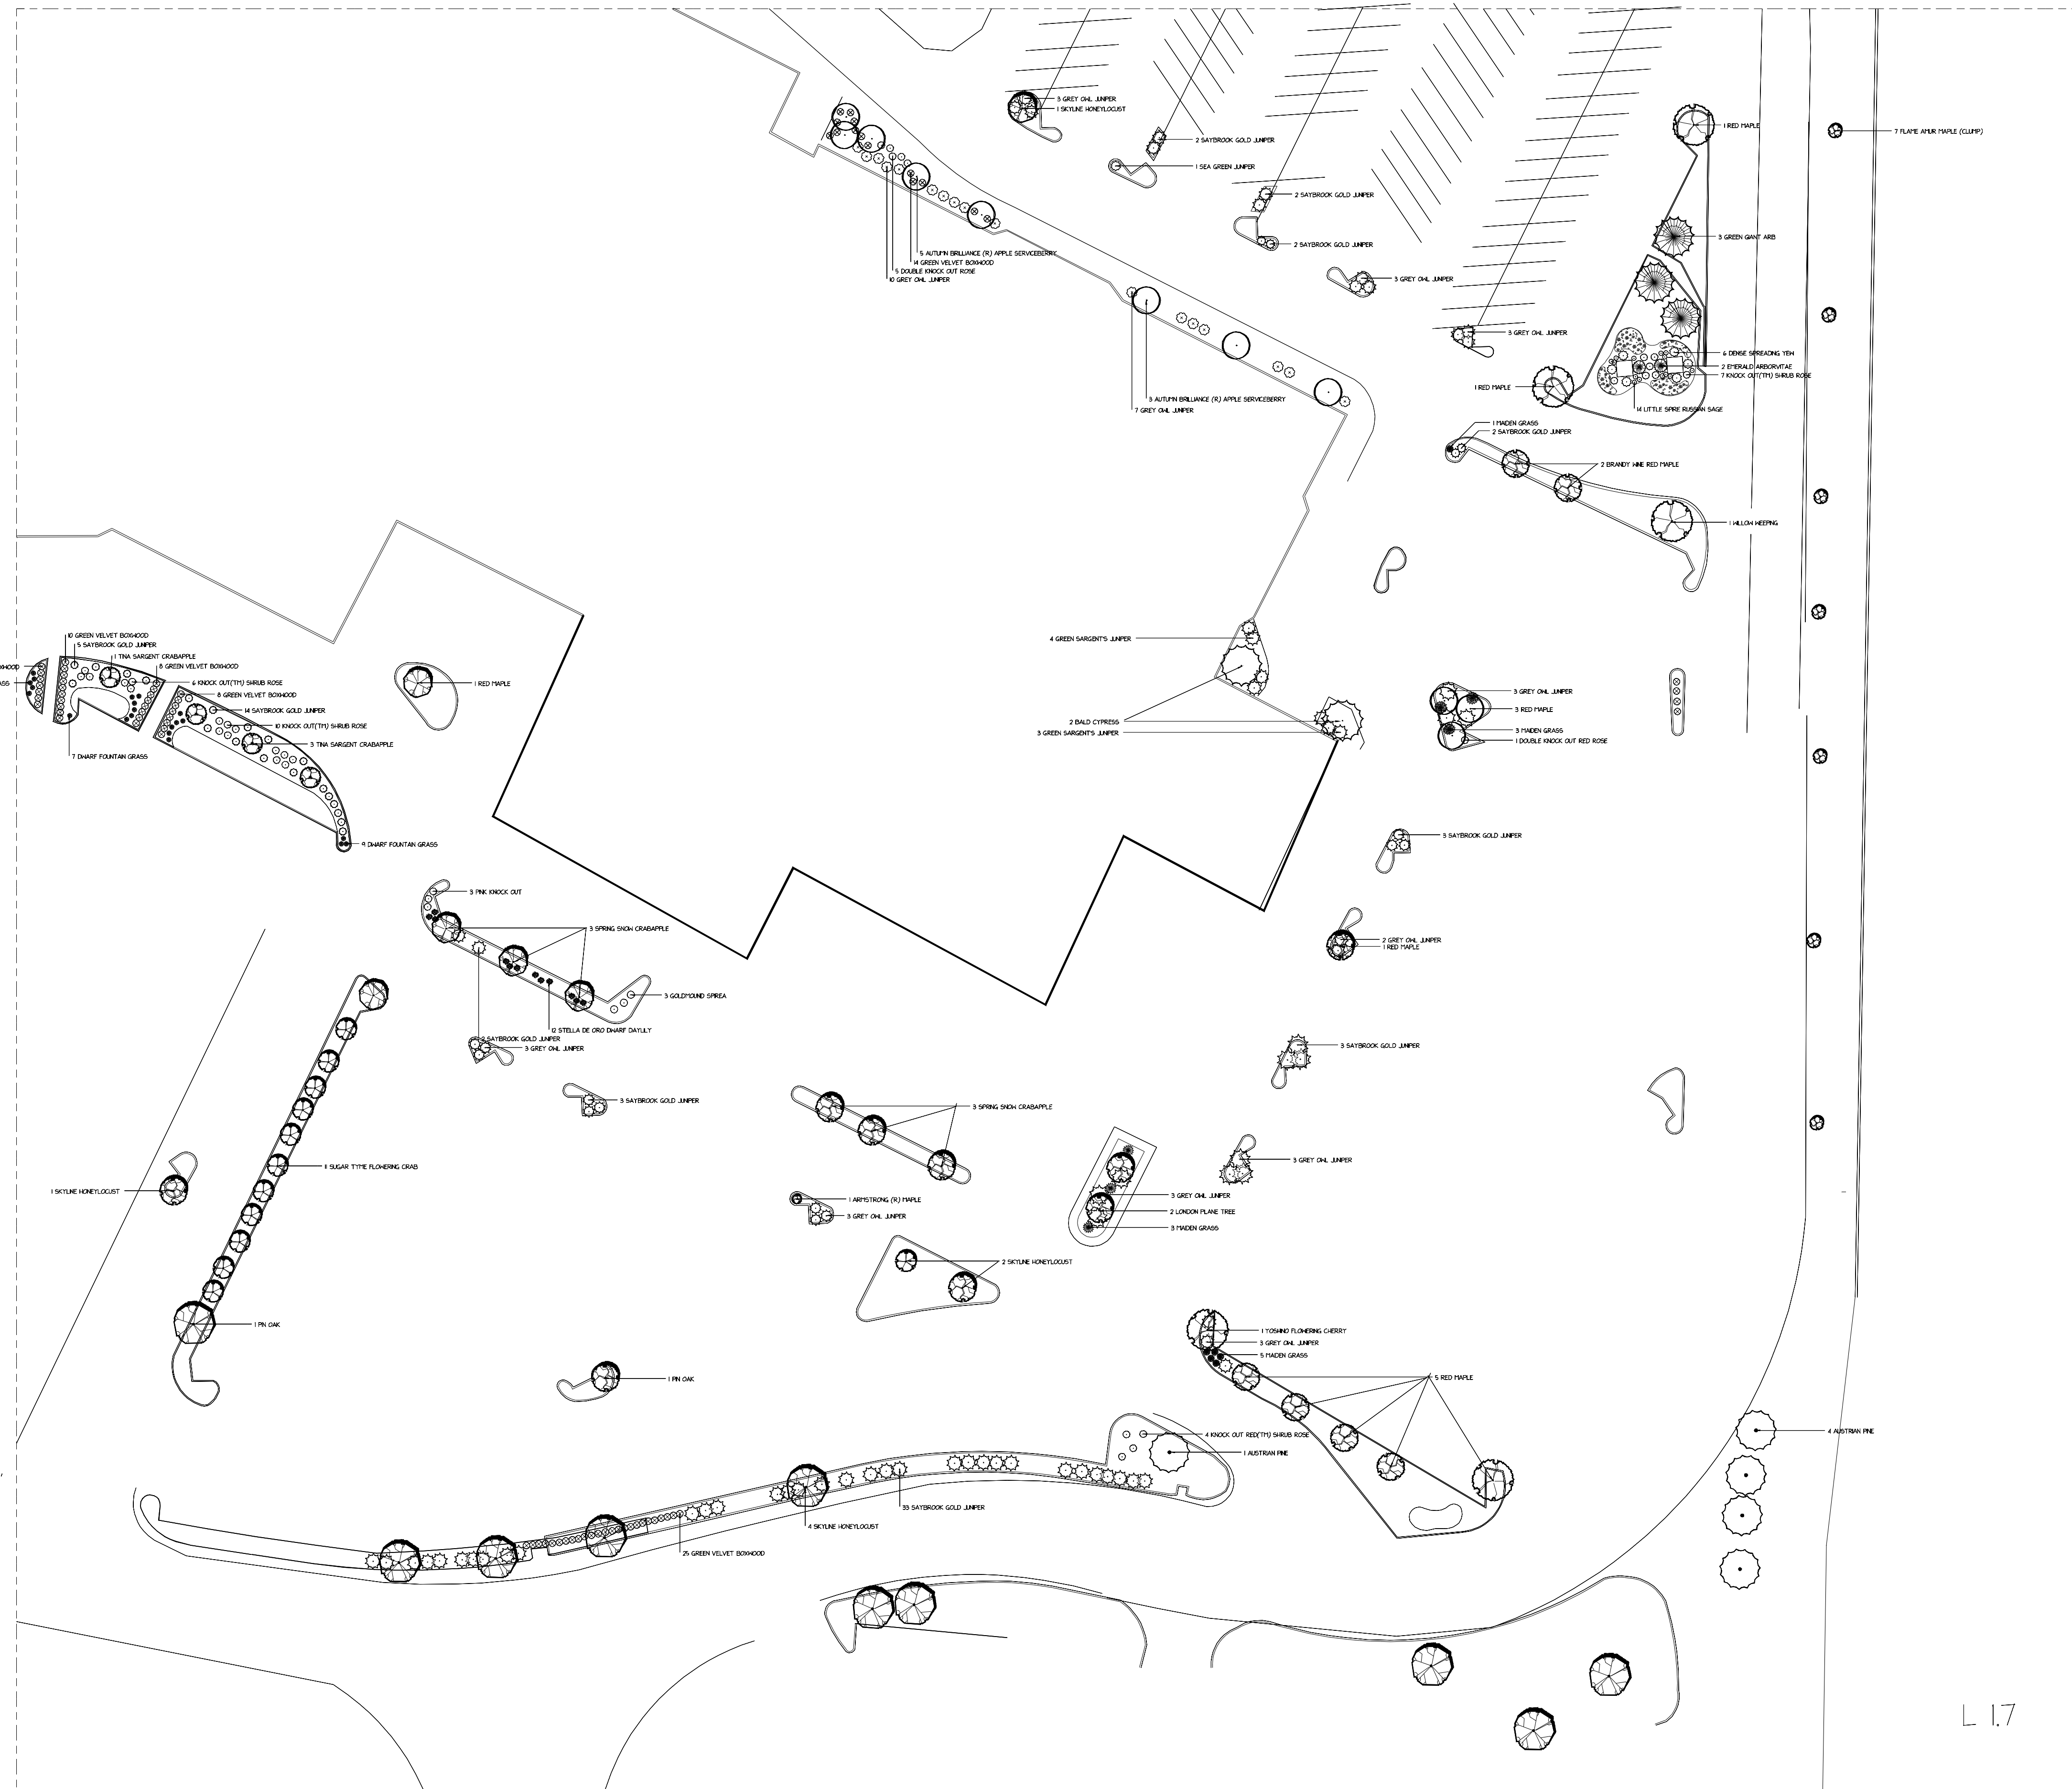 3 GREY OWL JUNIPER
1 SKYLINE HONEYLOCUST
1 RED MAPLE
7 FLAME AMUR MAPLE (CLUMP)
2 SAYBROOK GOLD JUNIPER
1 SEA GREEN JUNIPER
2 SAYBROOK GOLD JUNIPER
3 GREEN GIANT ARB
2 SAYBROOK GOLD JUNIPER
5 AUTUMN BRILLIANCE (R) APPLE SERVICEBERRY
14 GREEN VELVET BOXWOOD
5 DOUBLE KNOCK OUT ROSE
10 GREY OWL JUNIPER
3 GREY OWL JUNIPER
3 GREY OWL JUNIPER
6 DENSE SPREADING YEW
2 EMERALD ARBORVITAE
7 KNOCK OUT(TM) SHRUB ROSE
1 RED MAPLE
3 AUTUMN BRILLIANCE (R) APPLE SERVICEBERRY
7 GREY OWL JUNIPER
14 LITTLE SPIRE RUSSIAN SAGE
1 MAIDEN GRASS
2 SAYBROOK GOLD JUNIPER
2 BRANDY WINE RED MAPLE
1 WILLOW WEEPING
10 GREEN VELVET BOXWOOD
5 SAYBROOK GOLD JUNIPER
1 TINA SARGENT CRABAPPLE
8 GREEN VELVET BOXWOOD
XWOOD
ASS
6 KNOCK OUT(TM) SHRUB ROSE
8 GREEN VELVET BOXWOOD
14 SAYBROOK GOLD JUNIPER
10 KNOCK OUT(TM) SHRUB ROSE
3 TINA SARGENT CRABAPPLE
7 DWARF FOUNTAIN GRASS
9 DWARF FOUNTAIN GRASS
1 RED MAPLE
4 GREEN SARGENT'S JUNIPER
2 BALD CYPRESS
3 GREEN SARGENT'S JUNIPER
3 GREY OWL JUNIPER
3 RED MAPLE
3 MAIDEN GRASS
1 DOUBLE KNOCK OUT RED ROSE
3 SAYBROOK GOLD JUNIPER
3 PINK KNOCK OUT
3 SPRING SNOW CRABAPPLE
2 GREY OWL JUNIPER
1 RED MAPLE
3 GOLDMOUND SPIREA
12 STELLA DE ORO DWARF DAYLILY
2 SAYBROOK GOLD JUNIPER
3 GREY OWL JUNIPER
3 SAYBROOK GOLD JUNIPER
3 SAYBROOK GOLD JUNIPER
3 SPRING SNOW CRABAPPLE
11 SUGAR TYME FLOWERING CRAB
3 GREY OWL JUNIPER
1 SKYLINE HONEYLOCUST
1 ARMSTRONG (R) MAPLE
3 GREY OWL JUNIPER
3 GREY OWL JUNIPER
2 LONDON PLANE TREE
3 MAIDEN GRASS
2 SKYLINE HONEYLOCUST
1 PIN OAK
1 YOSHINO FLOWERING CHERRY
3 GREY OWL JUNIPER
5 MAIDEN GRASS
1 PIN OAK
5 RED MAPLE
4 KNOCK OUT RED(TM) SHRUB ROSE
1 AUSTRIAN PINE
4 AUSTRIAN PINE
33 SAYBROOK GOLD JUNIPER
4 SKYLINE HONEYLOCUST
25 GREEN VELVET BOXWOOD
L 1.7